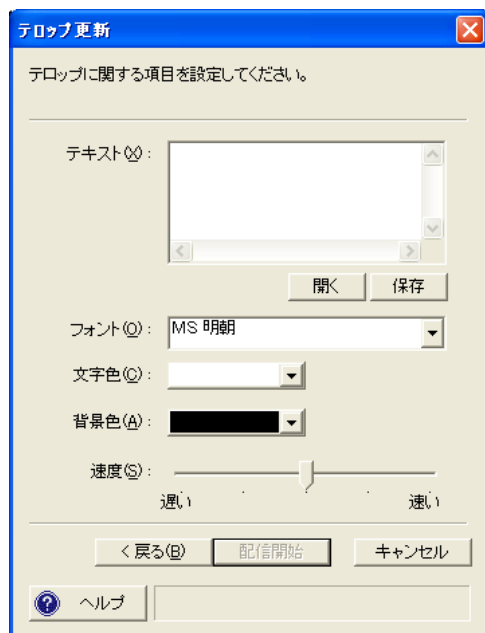 テロップ更新
テロップに関する項目を設定してください。
テキスト(X):
開く 保存
フォント(O): MS 明朝
文字色(C):
背景色(A):
速度(S):
遅い 速い
< 戻る(B) 配信開始 キャンセル
ヘルプ